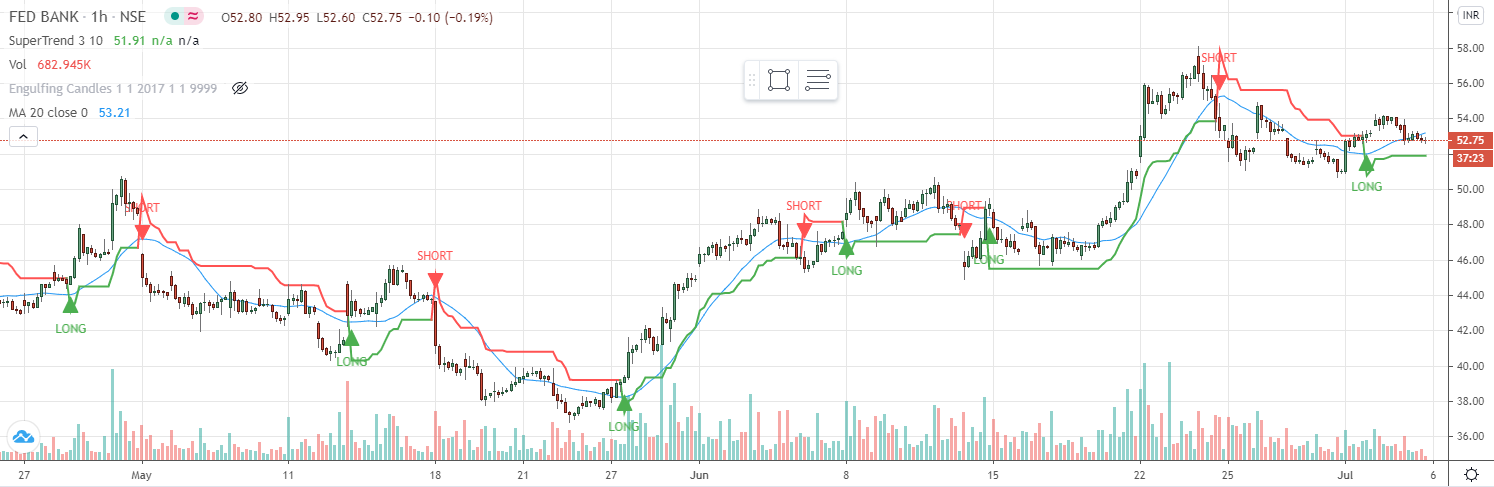 FED BANK · 1h · NSE O52.80 H52.95 L52.60 C52.75 −0.10 (−0.19%)
SuperTrend 3 10 51.91 n/a n/a
Vol 682.945K
Engulfing Candles 1 1 2017 1 1 9999
MA 20 close 0 53.21
INR
58.00
56.00
54.00
52.75
37:23
50.00
48.00
46.00
44.00
42.00
40.00
38.00
36.00
SHORT
LONG
SHORT
SHORT
SHORT
LONG
SHORT
LONG
LONG
LONG
LONG
LONG
27 May 11 18 21 27 Jun 8 15 22 25 Jul 6